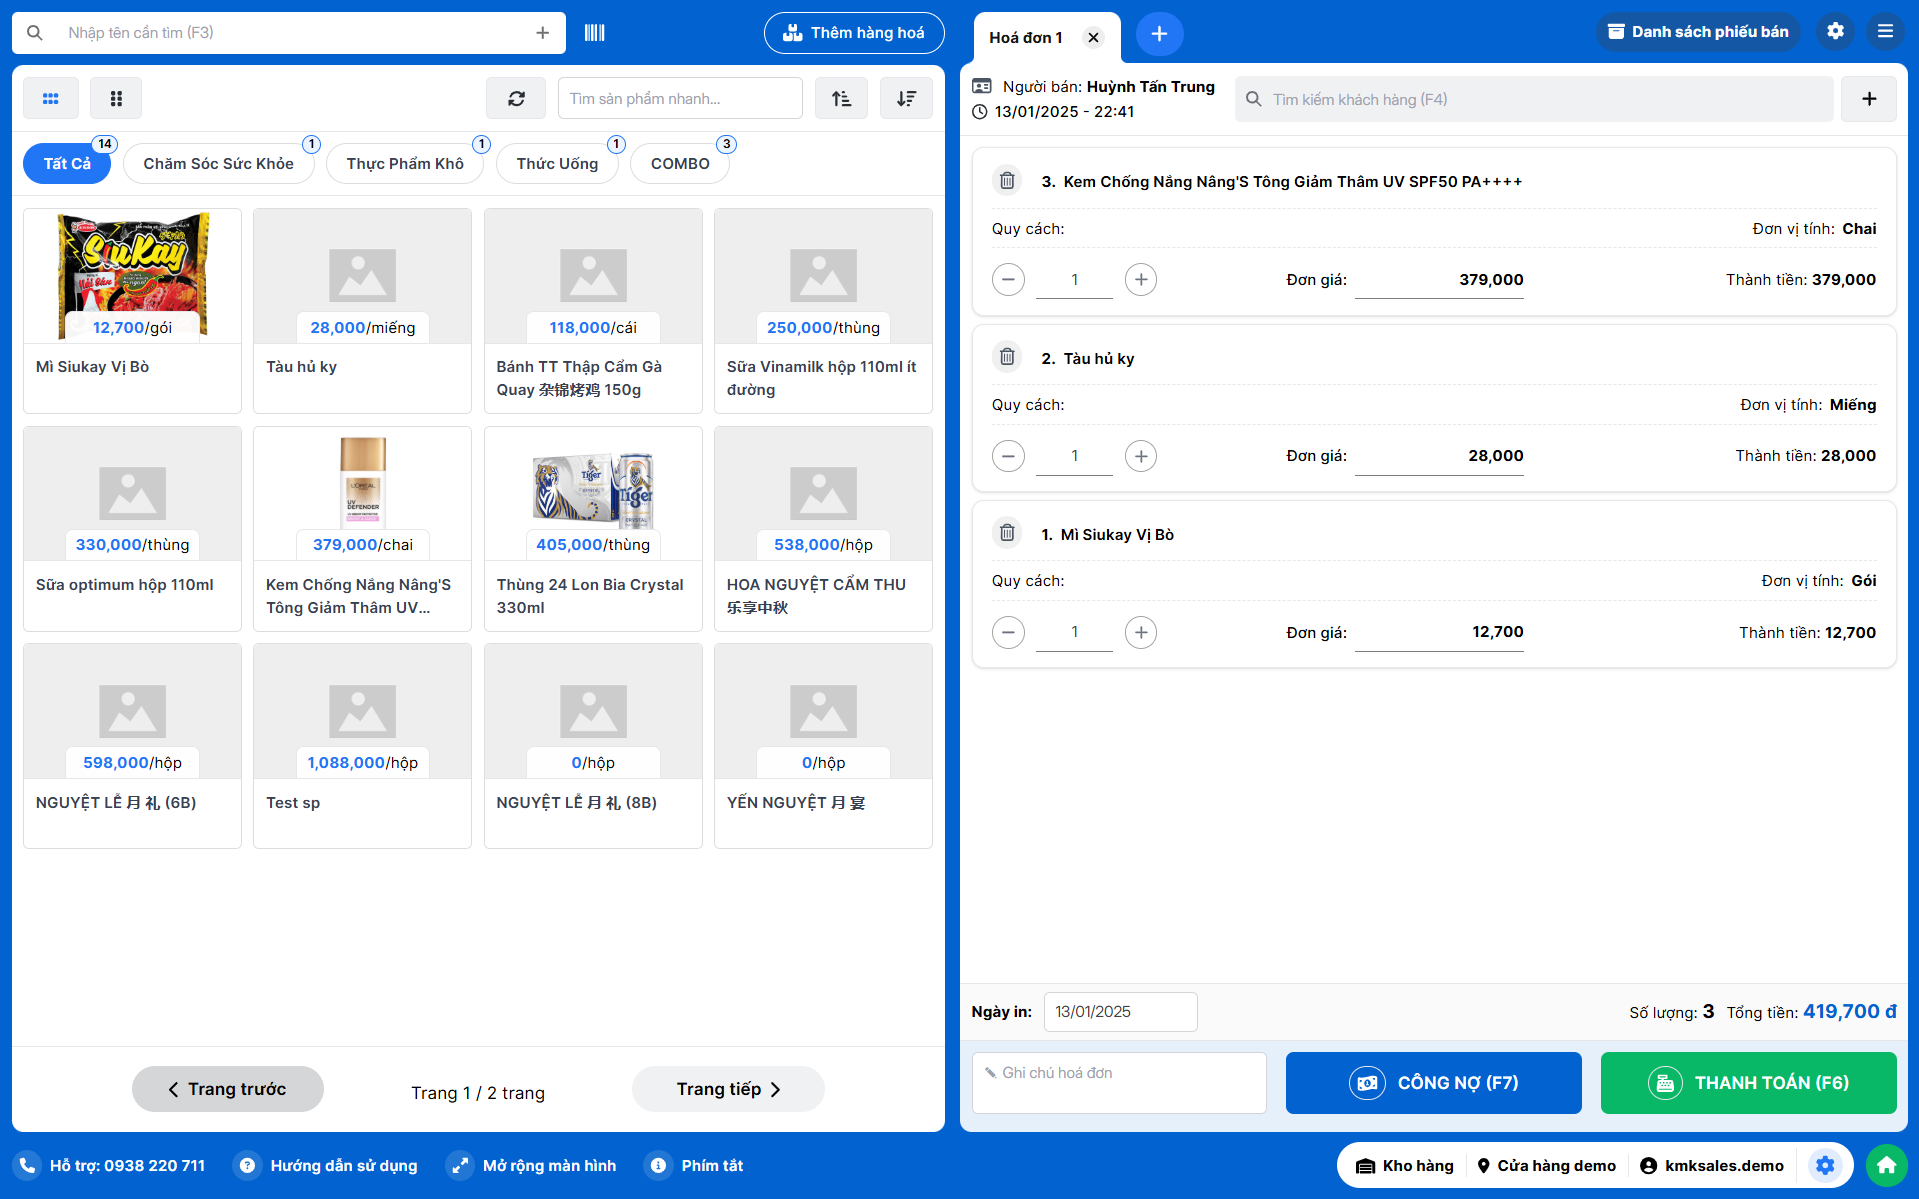 Nhập tên cần tìm (F3)
Thêm hàng hoá
Hoá đơn 1
Danh sách phiếu bán
Tìm sản phẩm nhanh...
Người bán: Huỳnh Tấn Trung
13/01/2025 - 22:41
Tìm kiếm khách hàng (F4)
Tất Cả 14
Chăm Sóc Sức Khỏe 1
Thực Phẩm Khô 1
Thức Uống 1
COMBO 3
SiuKay
12,700/gói
Mì Siukay Vị Bò
28,000/miếng
Tàu hủ ky
118,000/cái
Bánh TT Thập Cẩm Gà
Quay 杂锦烤鸡 150g
250,000/thùng
Sữa Vinamilk hộp 110ml ít
đường
330,000/thùng
Sữa optimum hộp 110ml
L'OREAL
UV
DEFENDER
379,000/chai
Kem Chống Nắng Nâng'S
Tông Giảm Thâm UV...
Tiger
Tiger
CRYSTAL
405,000/thùng
Thùng 24 Lon Bia Crystal
330ml
538,000/hộp
HOA NGUYỆT CẨM THU
乐享中秋
598,000/hộp
NGUYỆT LỄ 月 礼 (6B)
1,088,000/hộp
Test sp
0/hộp
NGUYỆT LỄ 月 礼 (8B)
0/hộp
YẾN NGUYỆT 月 宴
Trang trước
Trang 1 / 2 trang
Trang tiếp
3. Kem Chống Nắng Nâng'S Tông Giảm Thâm UV SPF50 PA++++
Quy cách:
Đơn vị tính: Chai
1
Đơn giá: 379,000
Thành tiền: 379,000
2. Tàu hủ ky
Quy cách:
Đơn vị tính: Miếng
1
Đơn giá: 28,000
Thành tiền: 28,000
1. Mì Siukay Vị Bò
Quy cách:
Đơn vị tính: Gói
1
Đơn giá: 12,700
Thành tiền: 12,700
Ngày in: 13/01/2025
Số lượng: 3 Tổng tiền: 419,700 đ
Ghi chú hoá đơn
CÔNG NỢ (F7)
THANH TOÁN (F6)
Hỗ trợ: 0938 220 711
Hướng dẫn sử dụng
Mở rộng màn hình
Phím tắt
Kho hàng
Cửa hàng demo
kmksales.demo